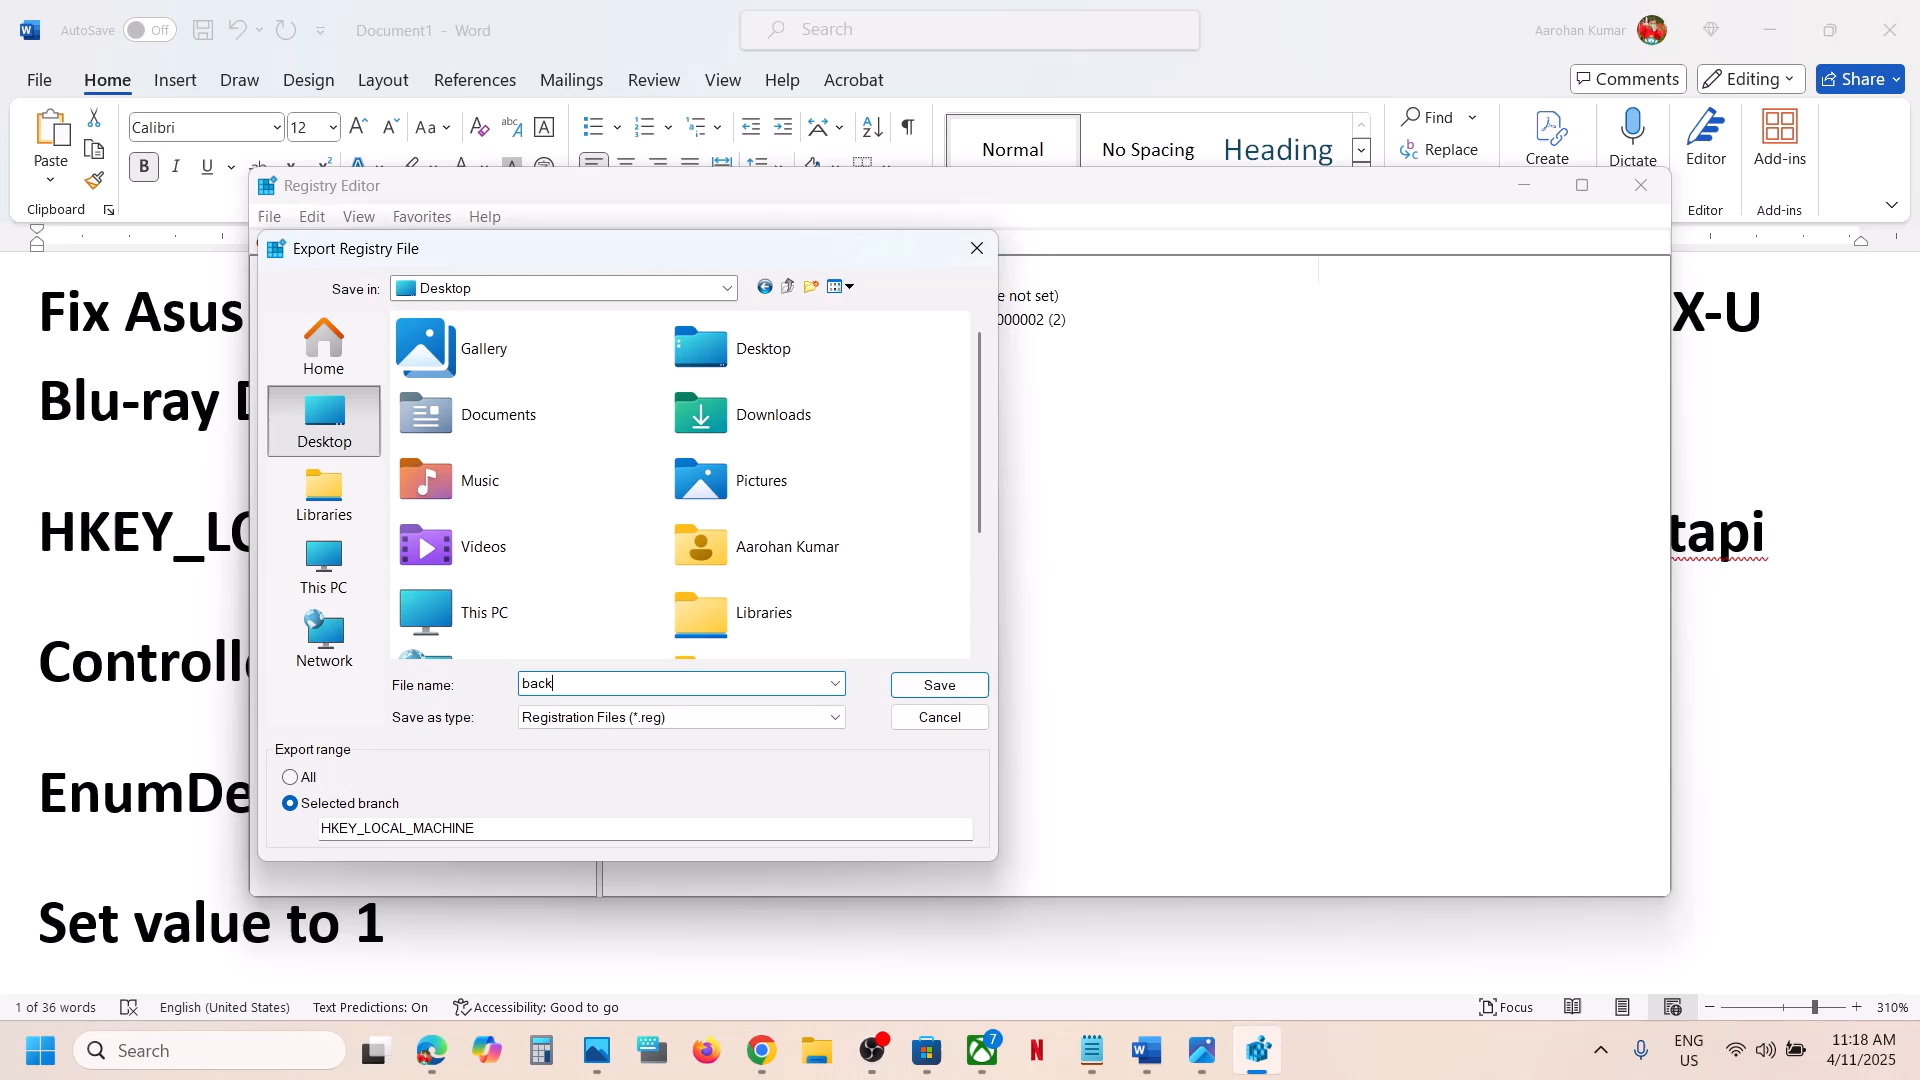 AutoSave Off
Document1 - Word
Search
Aarohan Kumar
File Home Insert Draw Design Layout References Mailings Review View Help Acrobat
Comments Editing Share
Paste
Clipboard
Calibri 12
Aa
B I U
Normal
No Spacing
Heading
Find
Replace
Create
Dictate
Editor
Add-ins
Editor
Add-ins
Registry Editor
File Edit View Favorites Help
Export Registry File
Save in: Desktop
Home
Desktop
Libraries
This PC
Network
Gallery
Desktop
Documents
Downloads
Music
Pictures
Videos
Aarohan Kumar
This PC
Libraries
File name: back
Save
Save as type: Registration Files (*.reg)
Cancel
Export range
All
Selected branch
HKEY_LOCAL_MACHINE
e not set)
000002 (2)
Fix Asus
X-U
Blu-ray
HKEY_LO
tapi
Controlle
EnumDe
Set value to 1
1 of 36 words
English (United States)
Text Predictions: On
Accessibility: Good to go
Focus
310%
Search
7
ENG
US
11:18 AM
4/11/2025